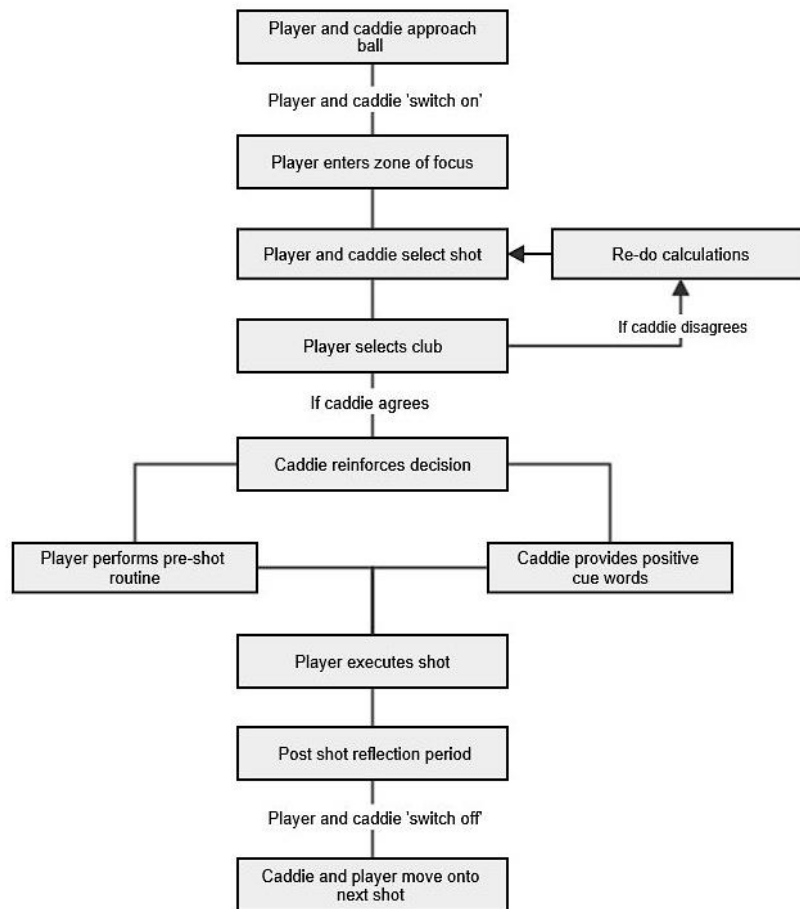 Player and caddie approach
ball
Player and caddie 'switch on'
Player enters zone of focus
Player and caddie select shot
Re-do calculations
If caddie disagrees
Player selects club
If caddie agrees
Caddie reinforces decision
Player performs pre-shot
routine
Caddie provides positive
cue words
Player executes shot
Post shot reflection period
Player and caddie 'switch off'
Caddie and player move onto
next shot